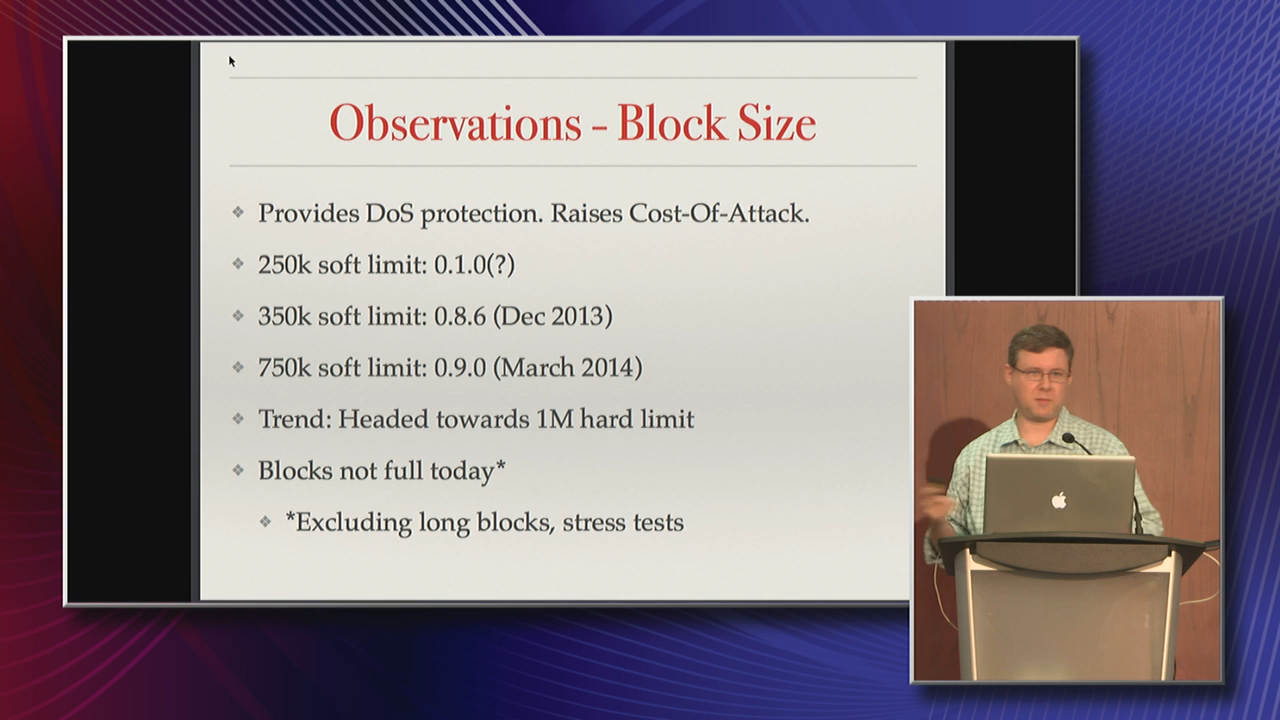 Observations – Block Size
Provides DoS protection. Raises Cost-Of-Attack.
250k soft limit: 0.1.0(?)
350k soft limit: 0.8.6 (Dec 2013)
750k soft limit: 0.9.0 (March 2014)
Trend: Headed towards 1M hard limit
Blocks not full today*
*Excluding long blocks, stress tests